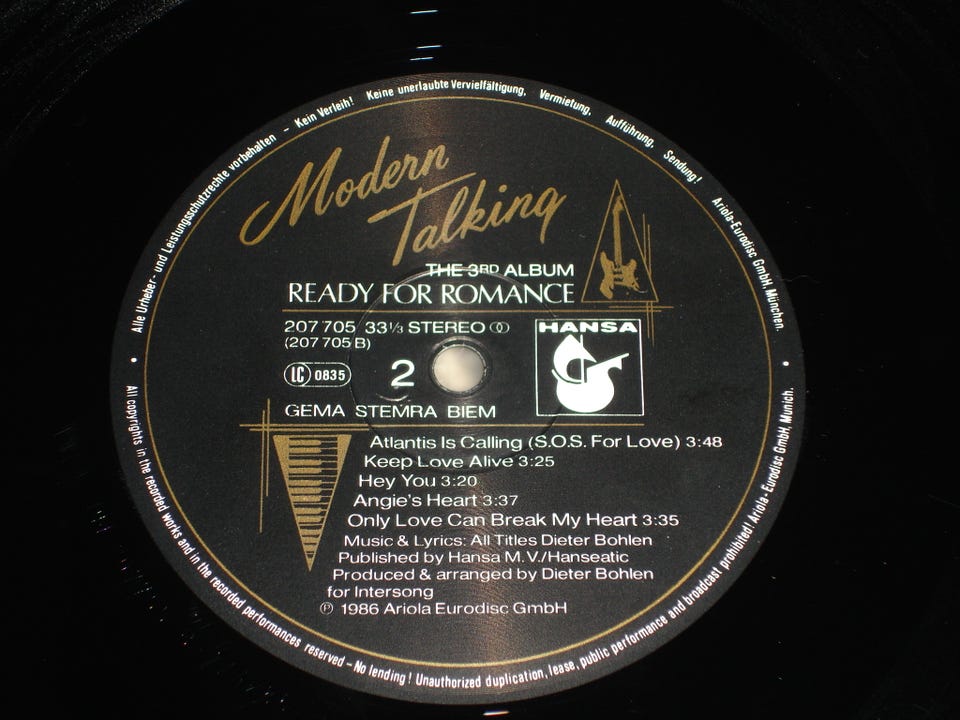 Alle Urheber- und Leistungsschutzrechte vorbehalten – Kein Verleih! Keine unerlaubte Vervielfältigung, Vermietung, Aufführung, Sendung! Ariola-Eurodisc GmbH, München.
Modern
Talking
THE 3RD ALBUM
READY FOR ROMANCE
207 705 33⅓ STEREO
(207 705 B)
HANSA
LC 0835
2
GEMA STEMRA BIEM
Atlantis Is Calling (S.O.S. For Love) 3:48
Keep Love Alive 3:25
Hey You 3:20
Angie's Heart 3:37
Only Love Can Break My Heart 3:35
Music & Lyrics: All Titles Dieter Bohlen
Published by Hansa M.V./Hanseatic
Produced & arranged by Dieter Bohlen
for Intersong
℗ 1986 Ariola Eurodisc GmbH
All copyrights in the recorded works and in the recorded performances reserved – No lending! Unauthorized duplication, lease, public performance and broadcast prohibited! Ariola-Eurodisc GmbH, Munich.